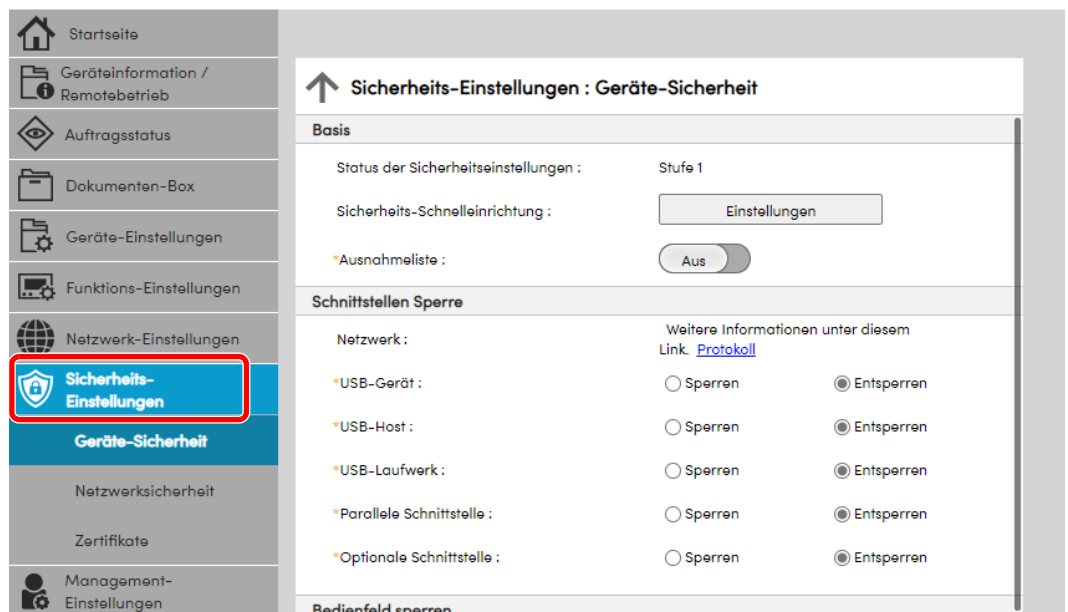 Startseite
Geräteinformation /
Remotebetrieb
Auftragsstatus
Dokumenten-Box
Geräte-Einstellungen
Funktions-Einstellungen
Netzwerk-Einstellungen
Sicherheits-
Einstellungen
Geräte-Sicherheit
Netzwerksicherheit
Zertifikate
Management-
Einstellungen
Sicherheits-Einstellungen : Geräte-Sicherheit
Basis
Status der Sicherheitseinstellungen : Stufe 1
Sicherheits-Schnelleinrichtung : Einstellungen
*Ausnahmeliste : Aus
Schnittstellen Sperre
Netzwerk : Weitere Informationen unter diesem
Link. Protokoll
*USB-Gerät : Sperren Entsperren
*USB-Host : Sperren Entsperren
*USB-Laufwerk : Sperren Entsperren
*Parallele Schnittstelle : Sperren Entsperren
*Optionale Schnittstelle : Sperren Entsperren
Bedienfeld sperren